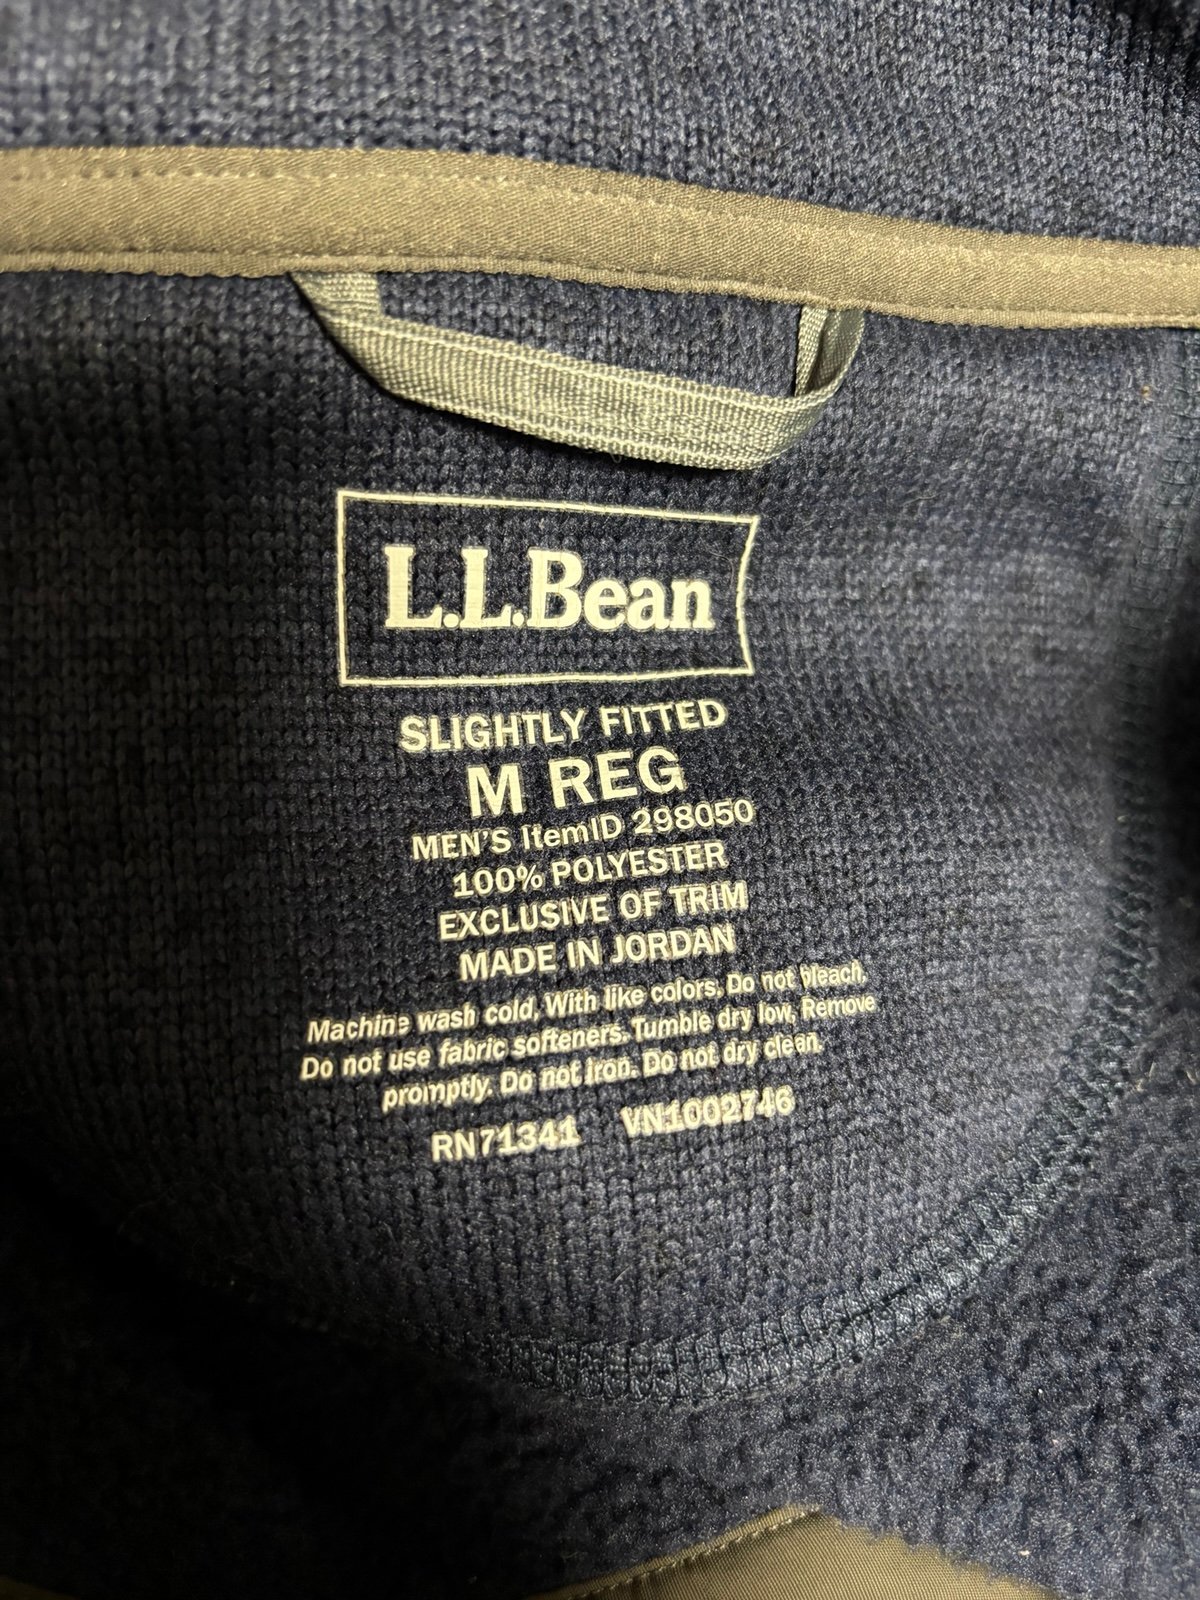 L.L.Bean
SLIGHTLY FITTED
M REG
MEN'S ItemID 298050
100% POLYESTER
EXCLUSIVE OF TRIM
MADE IN JORDAN
Machine wash cold, With like colors, Do not bleach,
Do not use fabric softeners. Tumble dry low, Remove
promptly. Do not iron. Do not dry clean.
RN71341 VN1002746